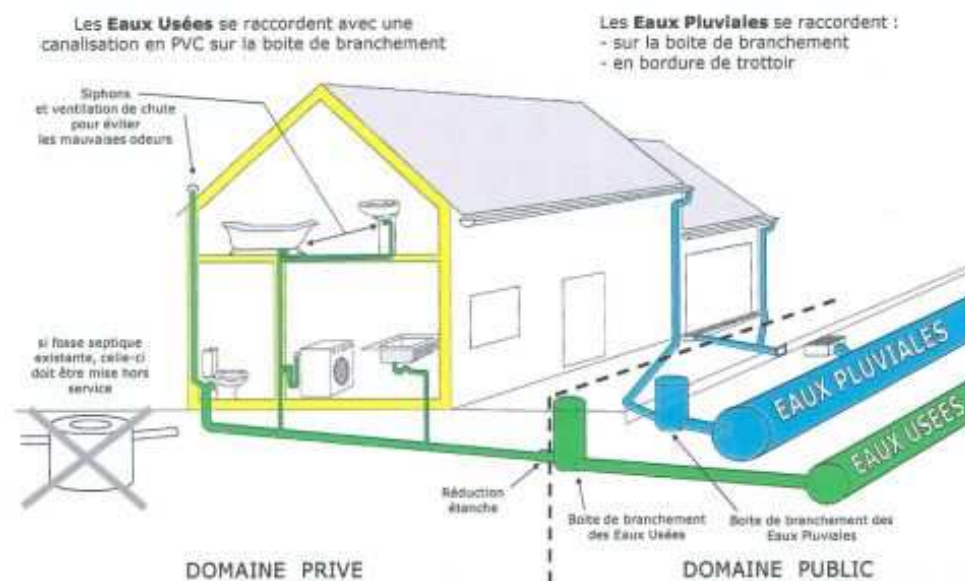 Les Eaux Usées se raccordent avec une
canalisation en PVC sur la boite de branchement
Les Eaux Pluviales se raccordent :
- sur la boite de branchement
- en bordure de trottoir
Siphons
et ventilation de chute
pour éviter
les mauvaises odeurs
si fosse septique
existante, celle-ci
doit être mise hors
service
EAUX PLUVIALES
EAUX USÉES
Réduction
étanche
Boite de branchement
des Eaux Usées
Boite de branchement des
Eaux Pluviales
DOMAINE PRIVE
DOMAINE PUBLIC